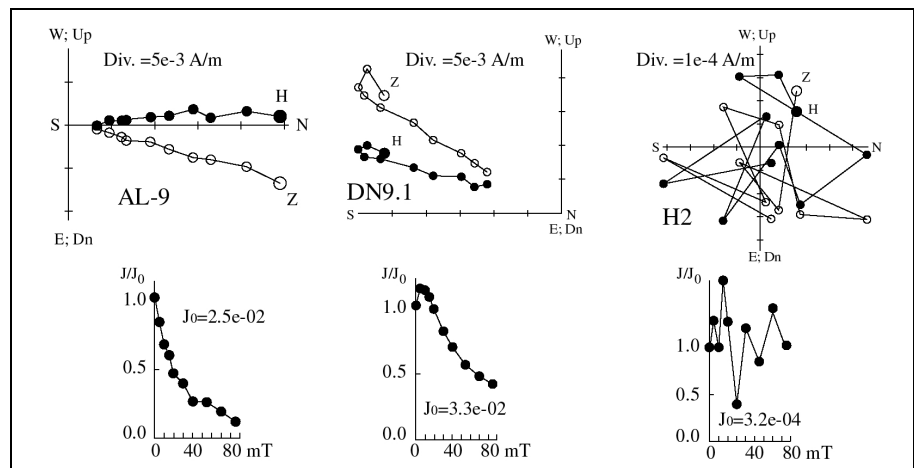 W; Up
Div. =5e-3 A/m
H
S
N
Z
AL-9
E; Dn
W; Up
Div. =5e-3 A/m
Z
H
DN9.1
S
N
E; Dn
W; Up
Div. =1e-4 A/m
Z
H
S
N
H2
E; Dn
J/J0
1.0
J0=2.5e-02
0.5
0.0
0 40 80 mT
J/J0
1.0
0.5
J0=3.3e-02
0.0
0 40 80 mT
J/J0
1.0
0.5
J0=3.2e-04
0.0
0 40 80 mT